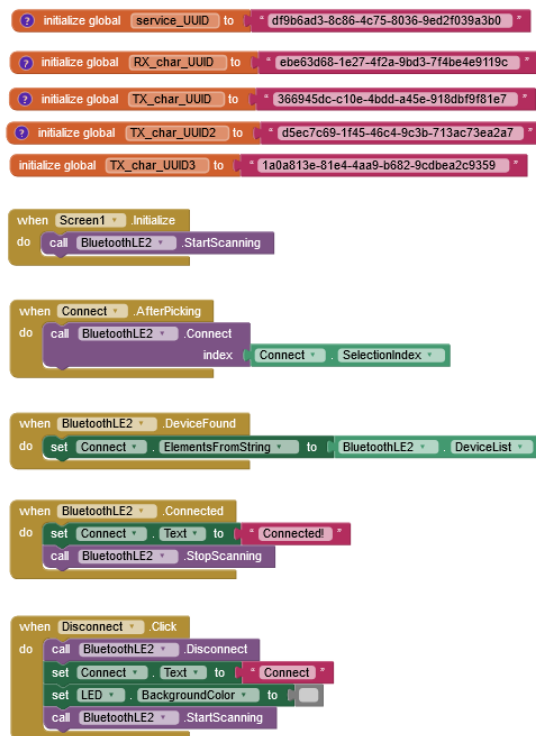 ? initialize global service_UUID to " df9b6ad3-8c86-4c75-8036-9ed2f039a3b0 "
? initialize global RX_char_UUID to " ebe63d68-1e27-4f2a-9bd3-7f4be4e9119c "
? initialize global TX_char_UUID to " 366945dc-c10e-4bdd-a45e-918dbf9f81e7 "
? initialize global TX_char_UUID2 to " d5ec7c69-1f45-46c4-9c3b-713ac73ea2a7 "
initialize global TX_char_UUID3 to " 1a0a813e-81e4-4aa9-b682-9cdbea2c9359 "
when Screen1 .Initialize
do call BluetoothLE2 .StartScanning
when Connect .AfterPicking
do call BluetoothLE2 .Connect
index Connect . SelectionIndex
when BluetoothLE2 .DeviceFound
do set Connect . ElementsFromString to BluetoothLE2 . DeviceList
when BluetoothLE2 .Connected
do set Connect . Text to " Connected! "
call BluetoothLE2 .StopScanning
when Disconnect .Click
do call BluetoothLE2 .Disconnect
set Connect . Text to " Connect "
set LED . BackgroundColor to
call BluetoothLE2 .StartScanning